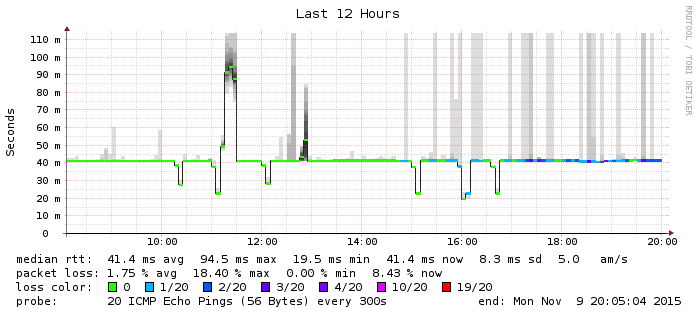 Last 12 Hours
RRDTOOL / TOBI OETIKER
Seconds
110 m
100 m
90 m
80 m
70 m
60 m
50 m
40 m
30 m
20 m
10 m
0
10:00 12:00 14:00 16:00 18:00 20:00
median rtt: 41.4 ms avg 94.5 ms max 19.5 ms min 41.4 ms now 8.3 ms sd 5.0 am/s
packet loss: 1.75 % avg 18.40 % max 0.00 % min 8.43 % now
loss color: 0 1/20 2/20 3/20 4/20 10/20 19/20
probe: 20 ICMP Echo Pings (56 Bytes) every 300s end: Mon Nov 9 20:05:04 2015